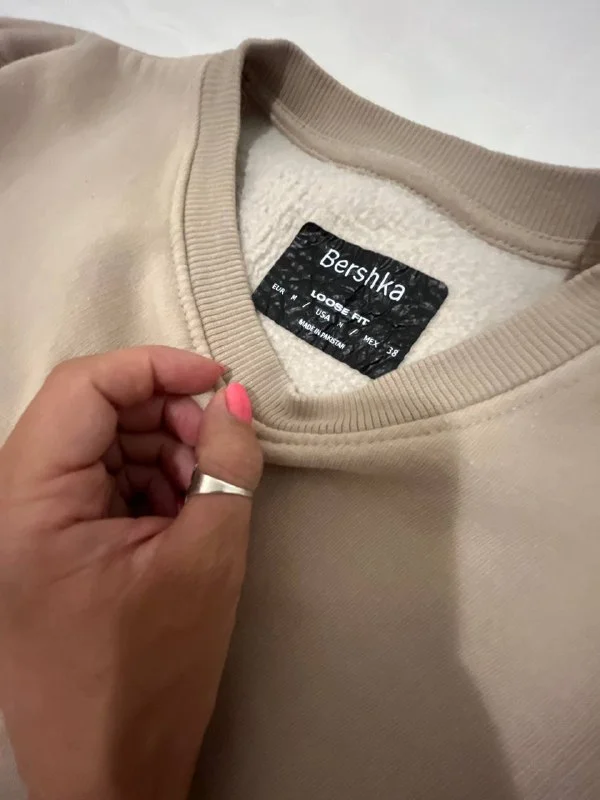 Bershka
LOOSE FIT
EUR M / USA M / MEX 38
MADE IN PAKISTAN